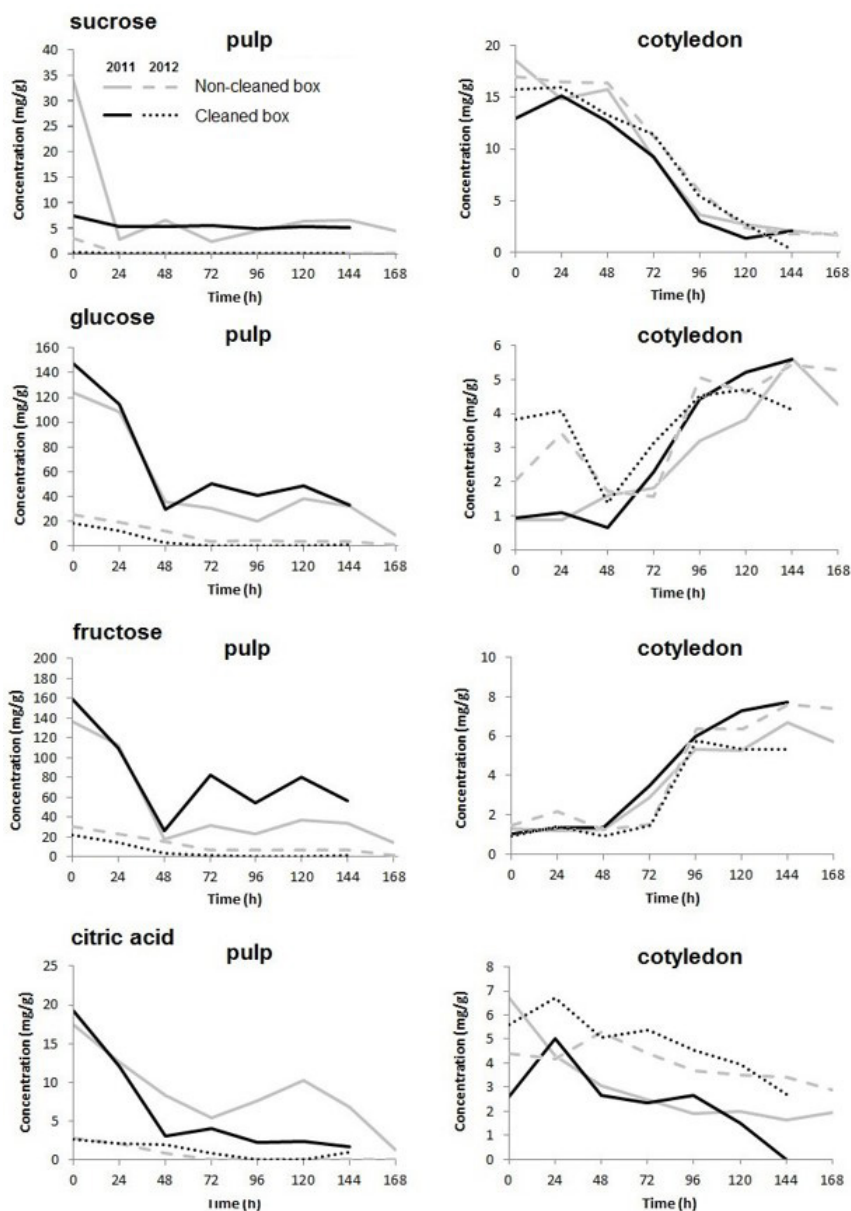 sucrose
pulp
cotyledon
2011 2012
Non-cleaned box
Cleaned box
Concentration (mg/g)
40
35
30
25
20
15
10
5
0
0 24 48 72 96 120 144 168
Time (h)
Concentration (mg/g)
20
15
10
5
0
0 24 48 72 96 120 144 168
Time (h)
glucose
pulp
cotyledon
Concentration (mg/g)
160
140
120
100
80
60
40
20
0
0 24 48 72 96 120 144 168
Time (h)
Concentration (mg/g)
6
5
4
3
2
1
0
0 24 48 72 96 120 144 168
Time (h)
fructose
pulp
cotyledon
Concentration (mg/g)
200
180
160
140
120
100
80
60
40
20
0
0 24 48 72 96 120 144 168
Time (h)
Concentration (mg/g)
10
8
6
4
2
0
0 24 48 72 96 120 144 168
Time (h)
citric acid
pulp
cotyledon
Concentration (mg/g)
25
20
15
10
5
0
0 24 48 72 96 120 144 168
Time (h)
Concentration (mg/g)
8
7
6
5
4
3
2
1
0
0 24 48 72 96 120 144 168
Time (h)